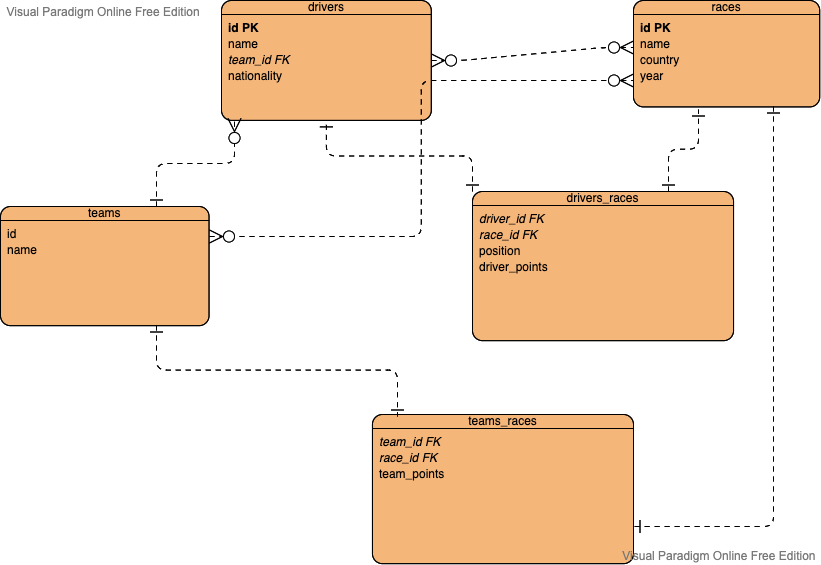 Visual Paradigm Online Free Edition
drivers
id PK
name
team_id FK
nationality
races
id PK
name
country
year
teams
id
name
drivers_races
driver_id FK
race_id FK
position
driver_points
teams_races
team_id FK
race_id FK
team_points
Visual Paradigm Online Free Edition